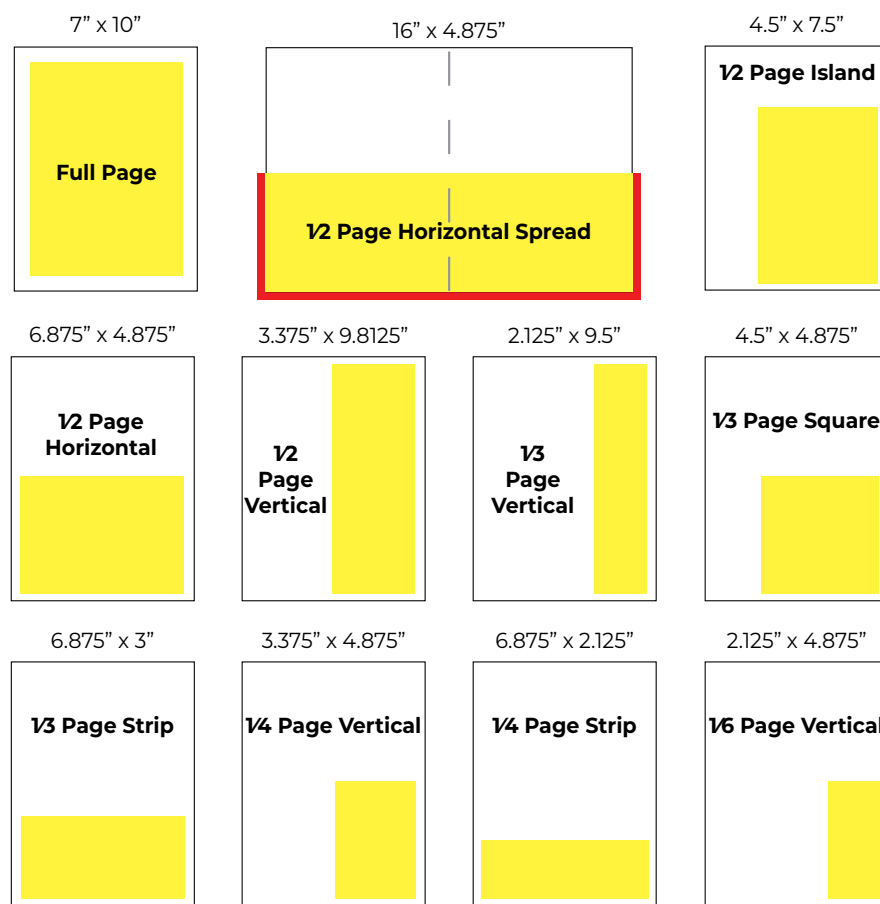 7” x 10”
16” x 4.875”
4.5” x 7.5”
Full Page
1⁄2 Page Horizontal Spread
1⁄2 Page Island
6.875” x 4.875”
3.375” x 9.8125”
2.125” x 9.5”
4.5” x 4.875”
1⁄2 Page
Horizontal
1⁄2
Page
Vertical
1⁄3
Page
Vertical
1⁄3 Page Square
6.875” x 3”
3.375” x 4.875”
6.875” x 2.125”
2.125” x 4.875”
1⁄3 Page Strip
1⁄4 Page Vertical
1⁄4 Page Strip
1⁄6 Page Vertical